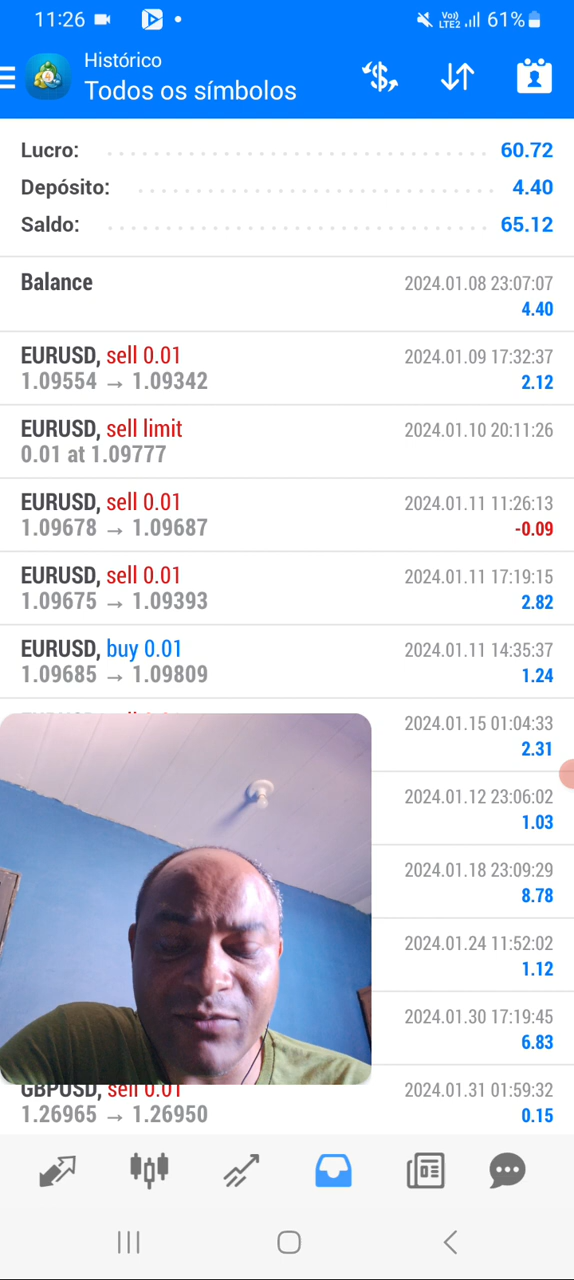 11:26
Vo)) LTE2 61%
Histórico
Todos os símbolos
Lucro: 60.72
Depósito: 4.40
Saldo: 65.12
Balance 2024.01.08 23:07:07
4.40
EURUSD, sell 0.01 2024.01.09 17:32:37
1.09554 → 1.09342 2.12
EURUSD, sell limit 2024.01.10 20:11:26
0.01 at 1.09777
EURUSD, sell 0.01 2024.01.11 11:26:13
1.09678 → 1.09687 -0.09
EURUSD, sell 0.01 2024.01.11 17:19:15
1.09675 → 1.09393 2.82
EURUSD, buy 0.01 2024.01.11 14:35:37
1.09685 → 1.09809 1.24
2024.01.15 01:04:33
2.31
2024.01.12 23:06:02
1.03
2024.01.18 23:09:29
8.78
2024.01.24 11:52:02
1.12
2024.01.30 17:19:45
6.83
GBPUSD, sell 0.01 2024.01.31 01:59:32
1.26965 → 1.26950 0.15